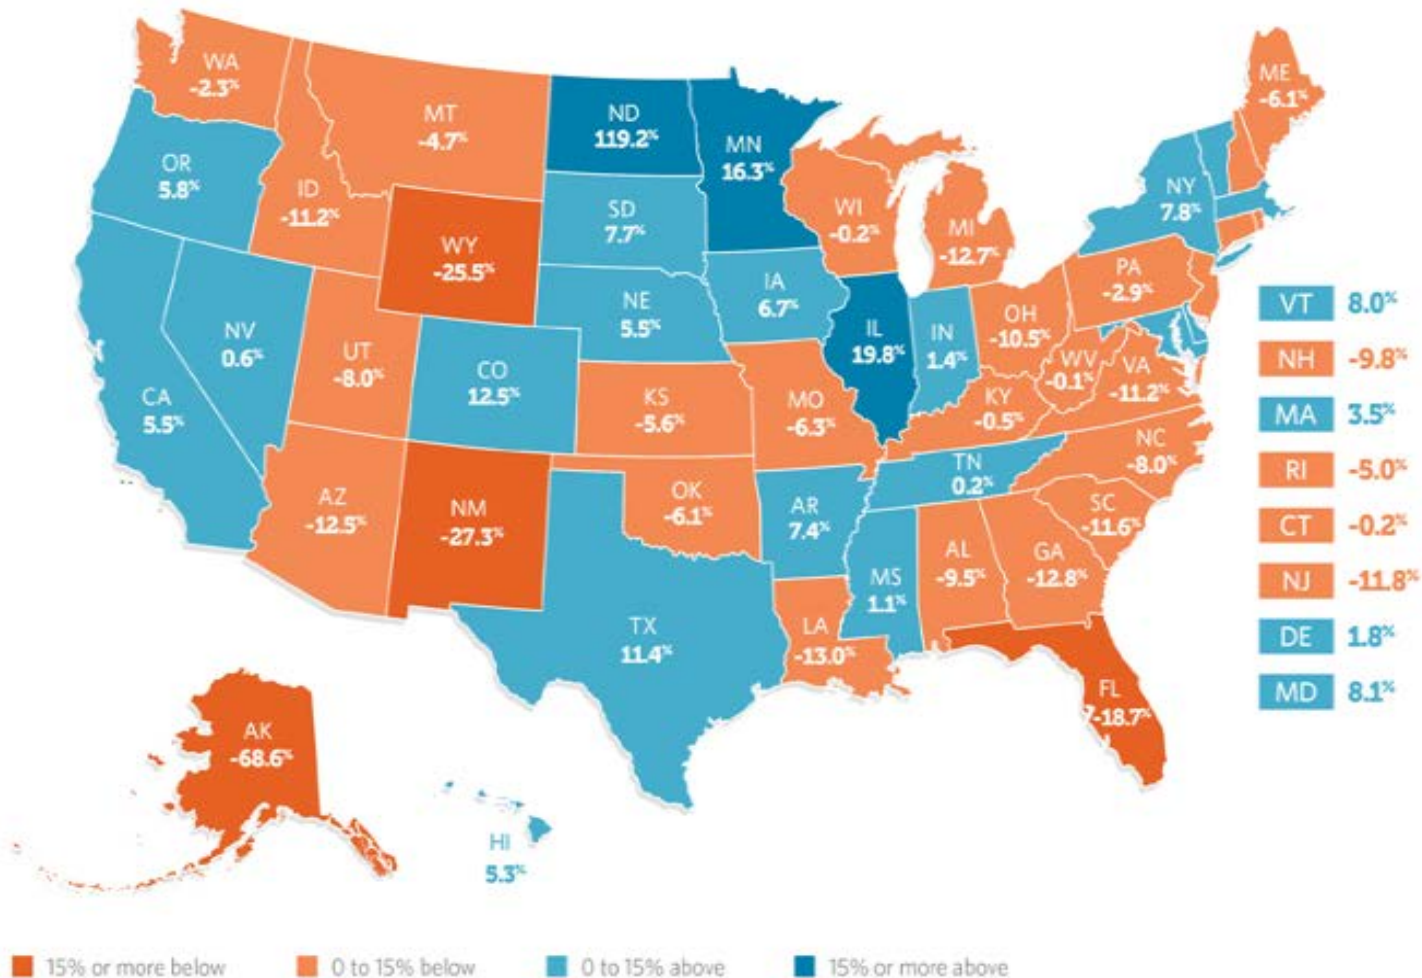 WA
-2.3%
MT
-4.7%
ND
119.2%
MN
16.3%
ME
-6.1%
OR
5.8%
ID
-11.2%
WY
-25.5%
SD
7.7%
WI
-0.2%
MI
-12.7%
NY
7.8%
NV
0.6%
UT
-8.0%
CO
12.5%
NE
5.5%
IA
6.7%
IL
19.8%
IN
1.4%
OH
-10.5%
PA
-2.9%
WV
-0.1%
VA
-11.2%
CA
5.5%
KS
-5.6%
MO
-6.3%
KY
-0.5%
NC
-8.0%
TN
0.2%
SC
-11.6%
AZ
-12.5%
NM
-27.3%
OK
-6.1%
AR
7.4%
MS
1.1%
AL
-9.5%
GA
-12.8%
TX
11.4%
LA
-13.0%
FL
-18.7%
AK
-68.6%
HI
5.3%
VT 8.0%
NH -9.8%
MA 3.5%
RI -5.0%
CT -0.2%
NJ -11.8%
DE 1.8%
MD 8.1%
15% or more below 0 to 15% below 0 to 15% above 15% or more above